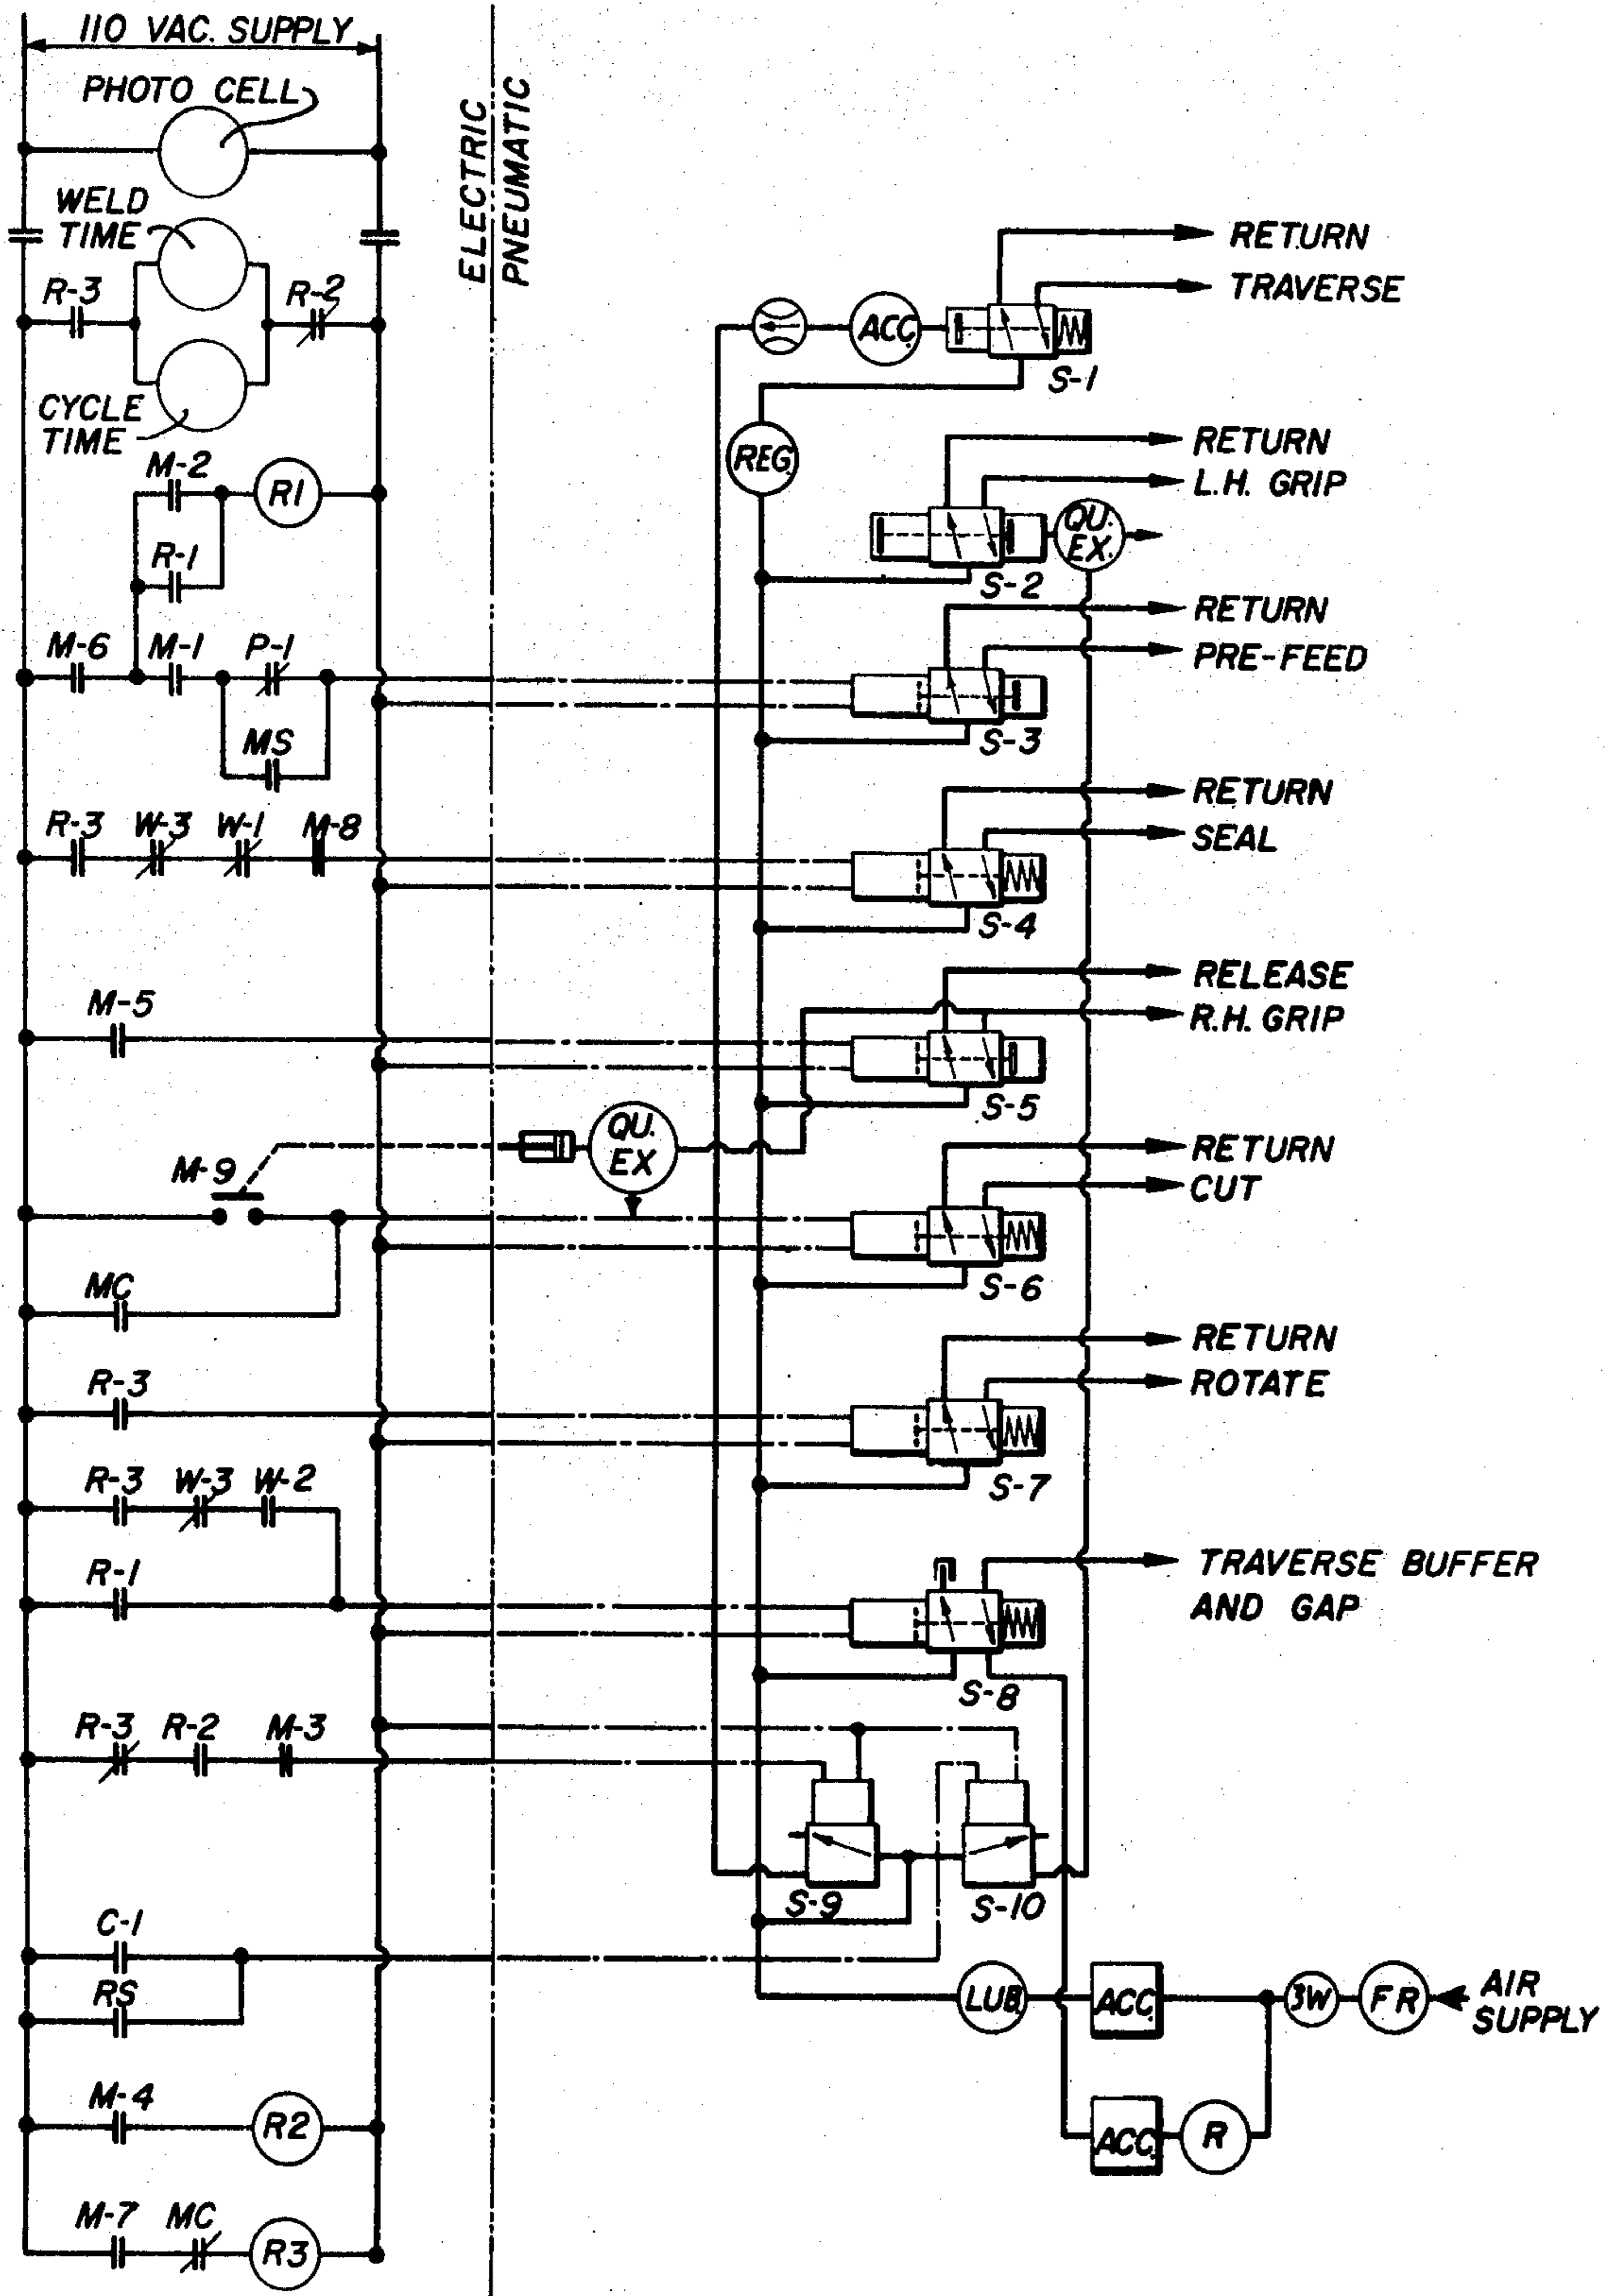 110 VAC. SUPPLY
PHOTO CELL
ELECTRIC
PNEUMATIC
WELD
TIME
R-3
R-2
CYCLE
TIME
RETURN
TRAVERSE
ACC.
S-1
REG.
M-2
R1
R-1
RETURN
L.H. GRIP
QU.
EX.
S-2
M-6
M-1
P-1
MS
RETURN
PRE-FEED
S-3
R-3
W-3
W-1
M-8
RETURN
SEAL
S-4
M-5
RELEASE
R.H. GRIP
S-5
M-9
QU.
EX
MC
RETURN
CUT
S-6
R-3
RETURN
ROTATE
S-7
R-3
W-3
W-2
R-1
TRAVERSE BUFFER
AND GAP
S-8
R-3
R-2
M-3
S-9
S-10
C-1
RS
LUB.
ACC.
3W
FR
AIR
SUPPLY
M-4
R2
ACC.
R
M-7
MC
R3